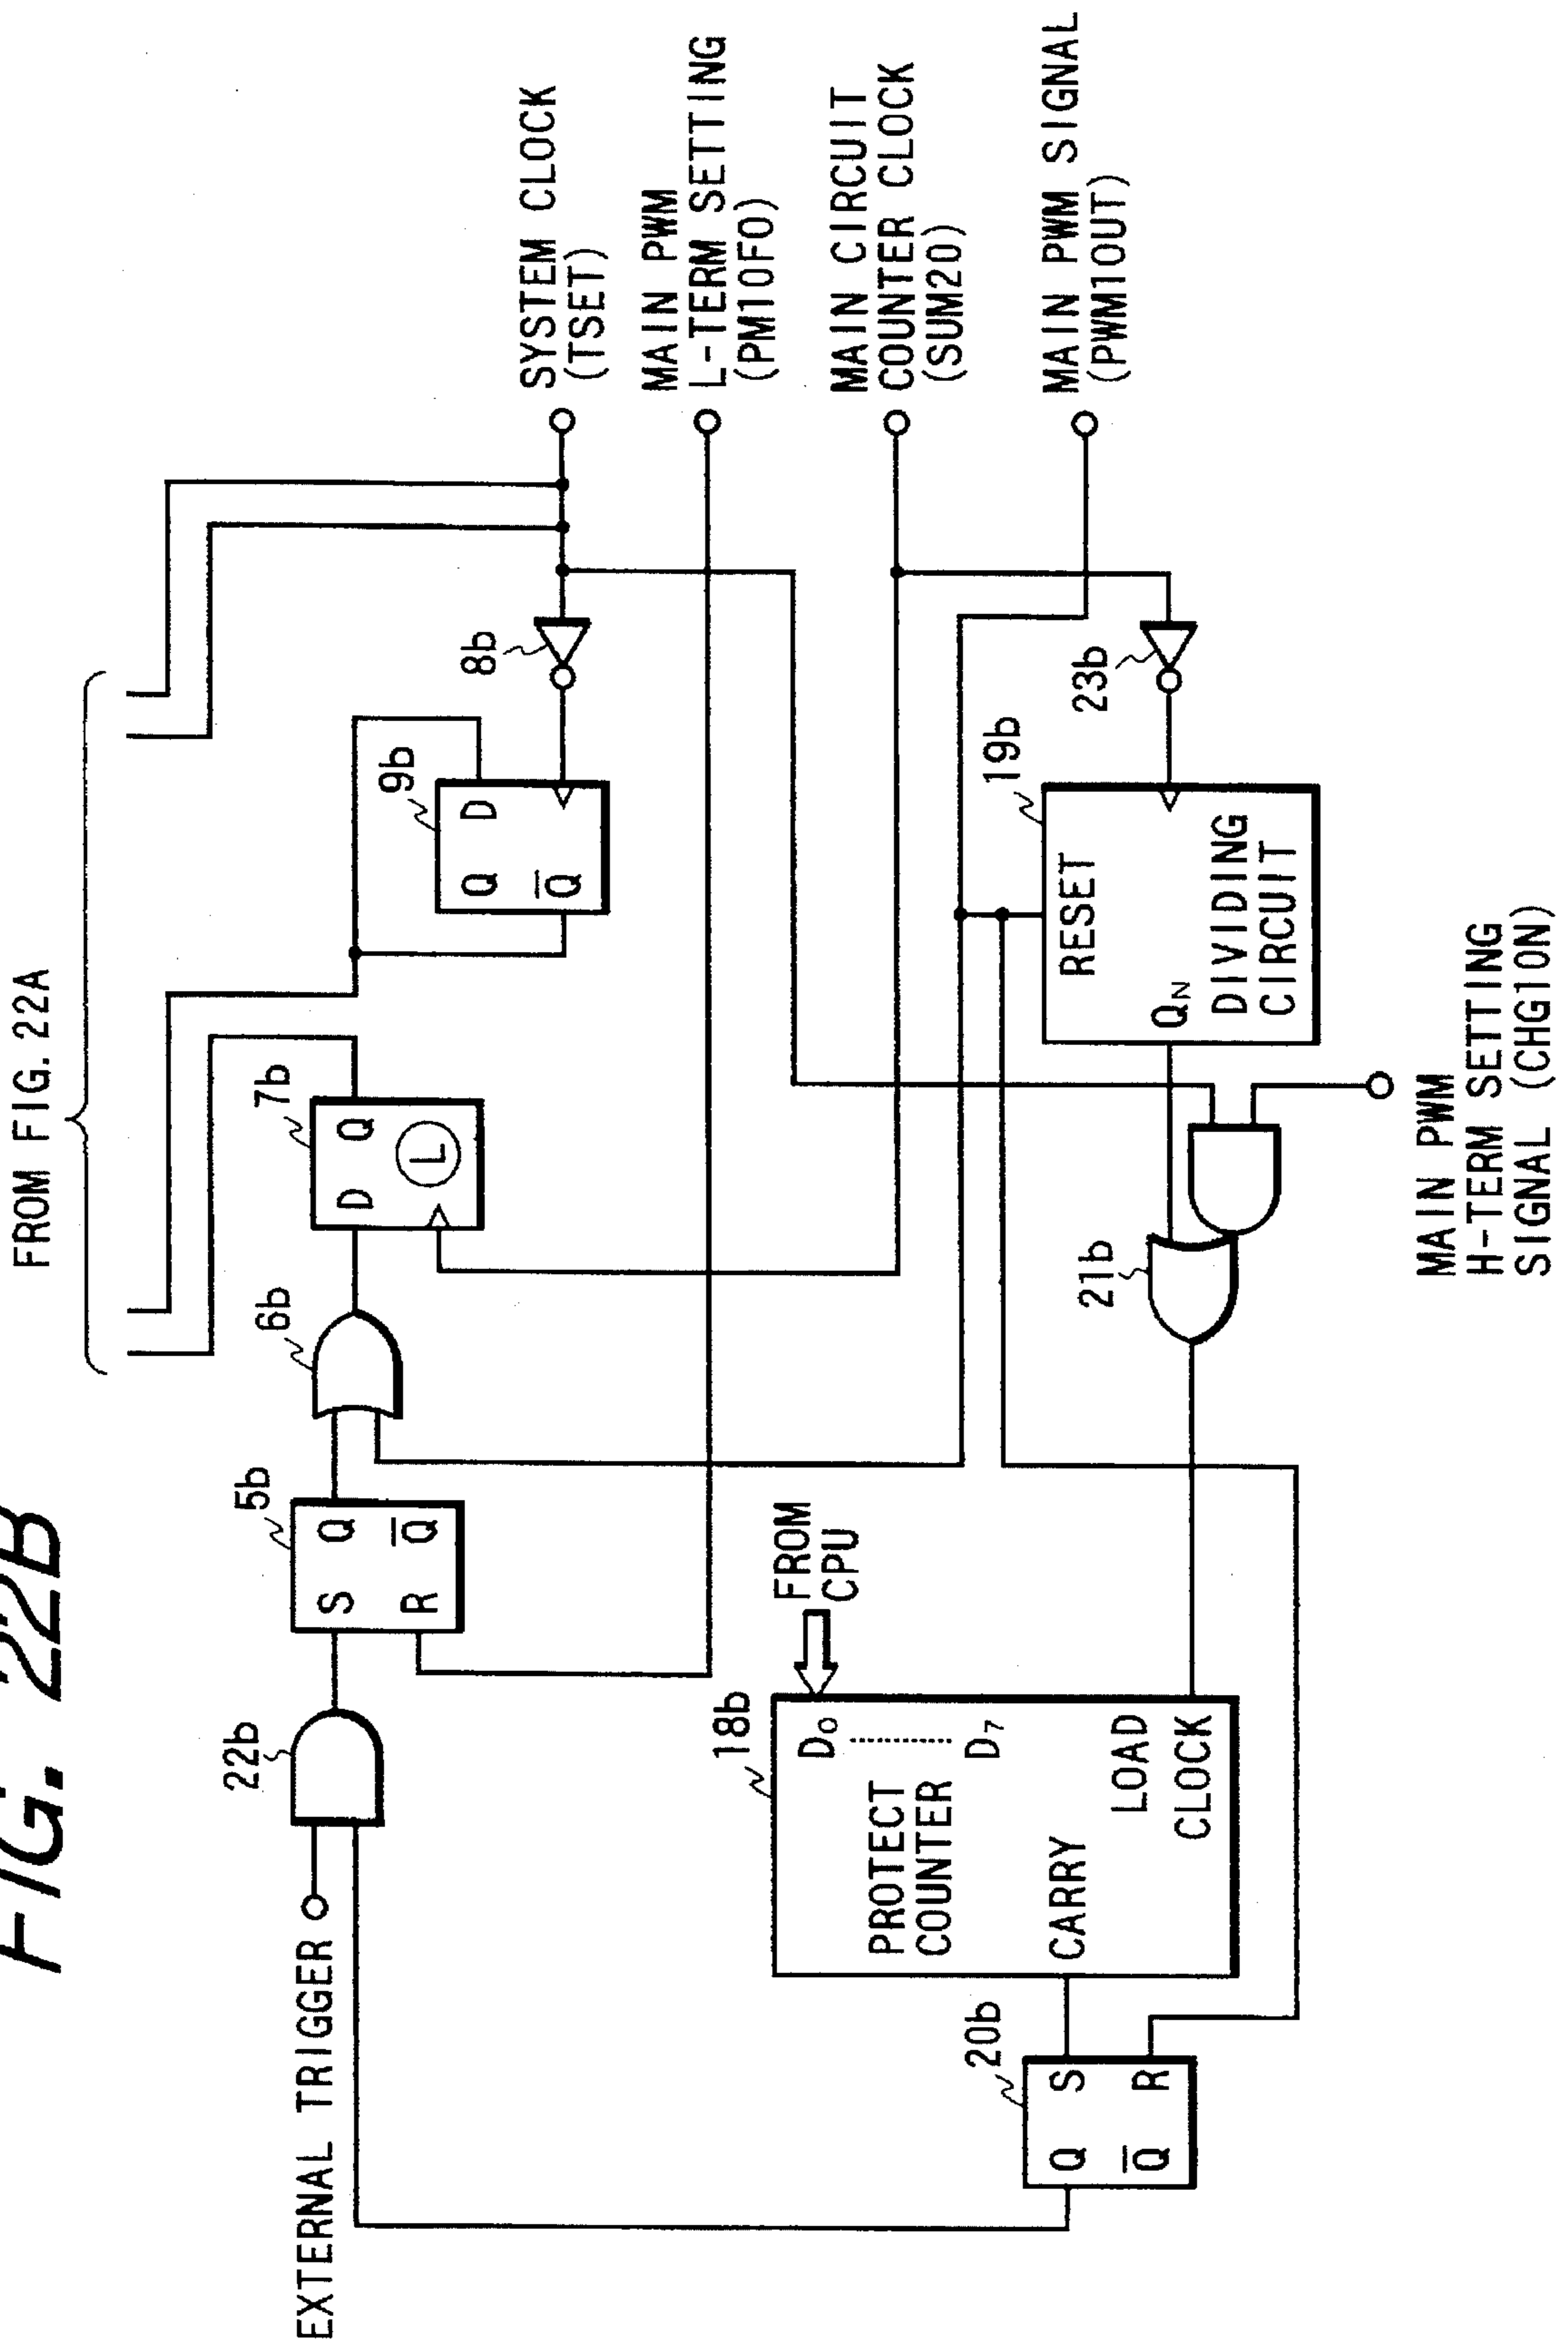 FIG. 22B
FROM FIG. 22A
EXTERNAL TRIGGER
22b
5b
S Q
R Q
6b
7b
D Q
L
9b
Q D
Q
8b
SYSTEM CLOCK
(TSET)
MAIN PWM
L-TERM SETTING
(PM10F0)
MAIN CIRCUIT
COUNTER CLOCK
(SUM20)
MAIN PWM SIGNAL
(PWM10UT)
FROM
CPU
18b
D0
D7
PROTECT
COUNTER
CARRY
LOAD
CLOCK
20b
Q S
Q R
21b
19b
RESET
QN
DIVIDING
CIRCUIT
23b
MAIN PWM
H-TERM SETTING
SIGNAL (CHG10N)